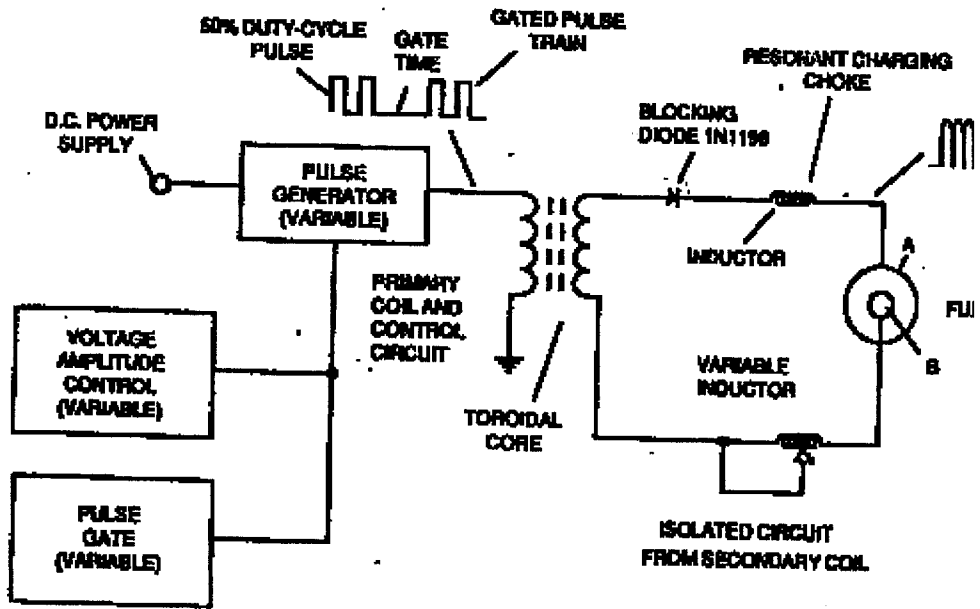 50% DUTY-CYCLE
PULSE
GATE
TIME
GATED PULSE
TRAIN
RESONANT CHARGING
CHOKE
D.C. POWER
SUPPLY
BLOCKING
DIODE 1N1198
PULSE
GENERATOR
(VARIABLE)
INDUCTOR
A
PRIMARY
COIL AND
CONTROL
CIRCUIT
FU
B
VOLTAGE
AMPLITUDE
CONTROL
(VARIABLE)
VARIABLE
INDUCTOR
TOROIDAL
CORE
PULSE
GATE
(VARIABLE)
ISOLATED CIRCUIT
FROM SECONDARY COIL